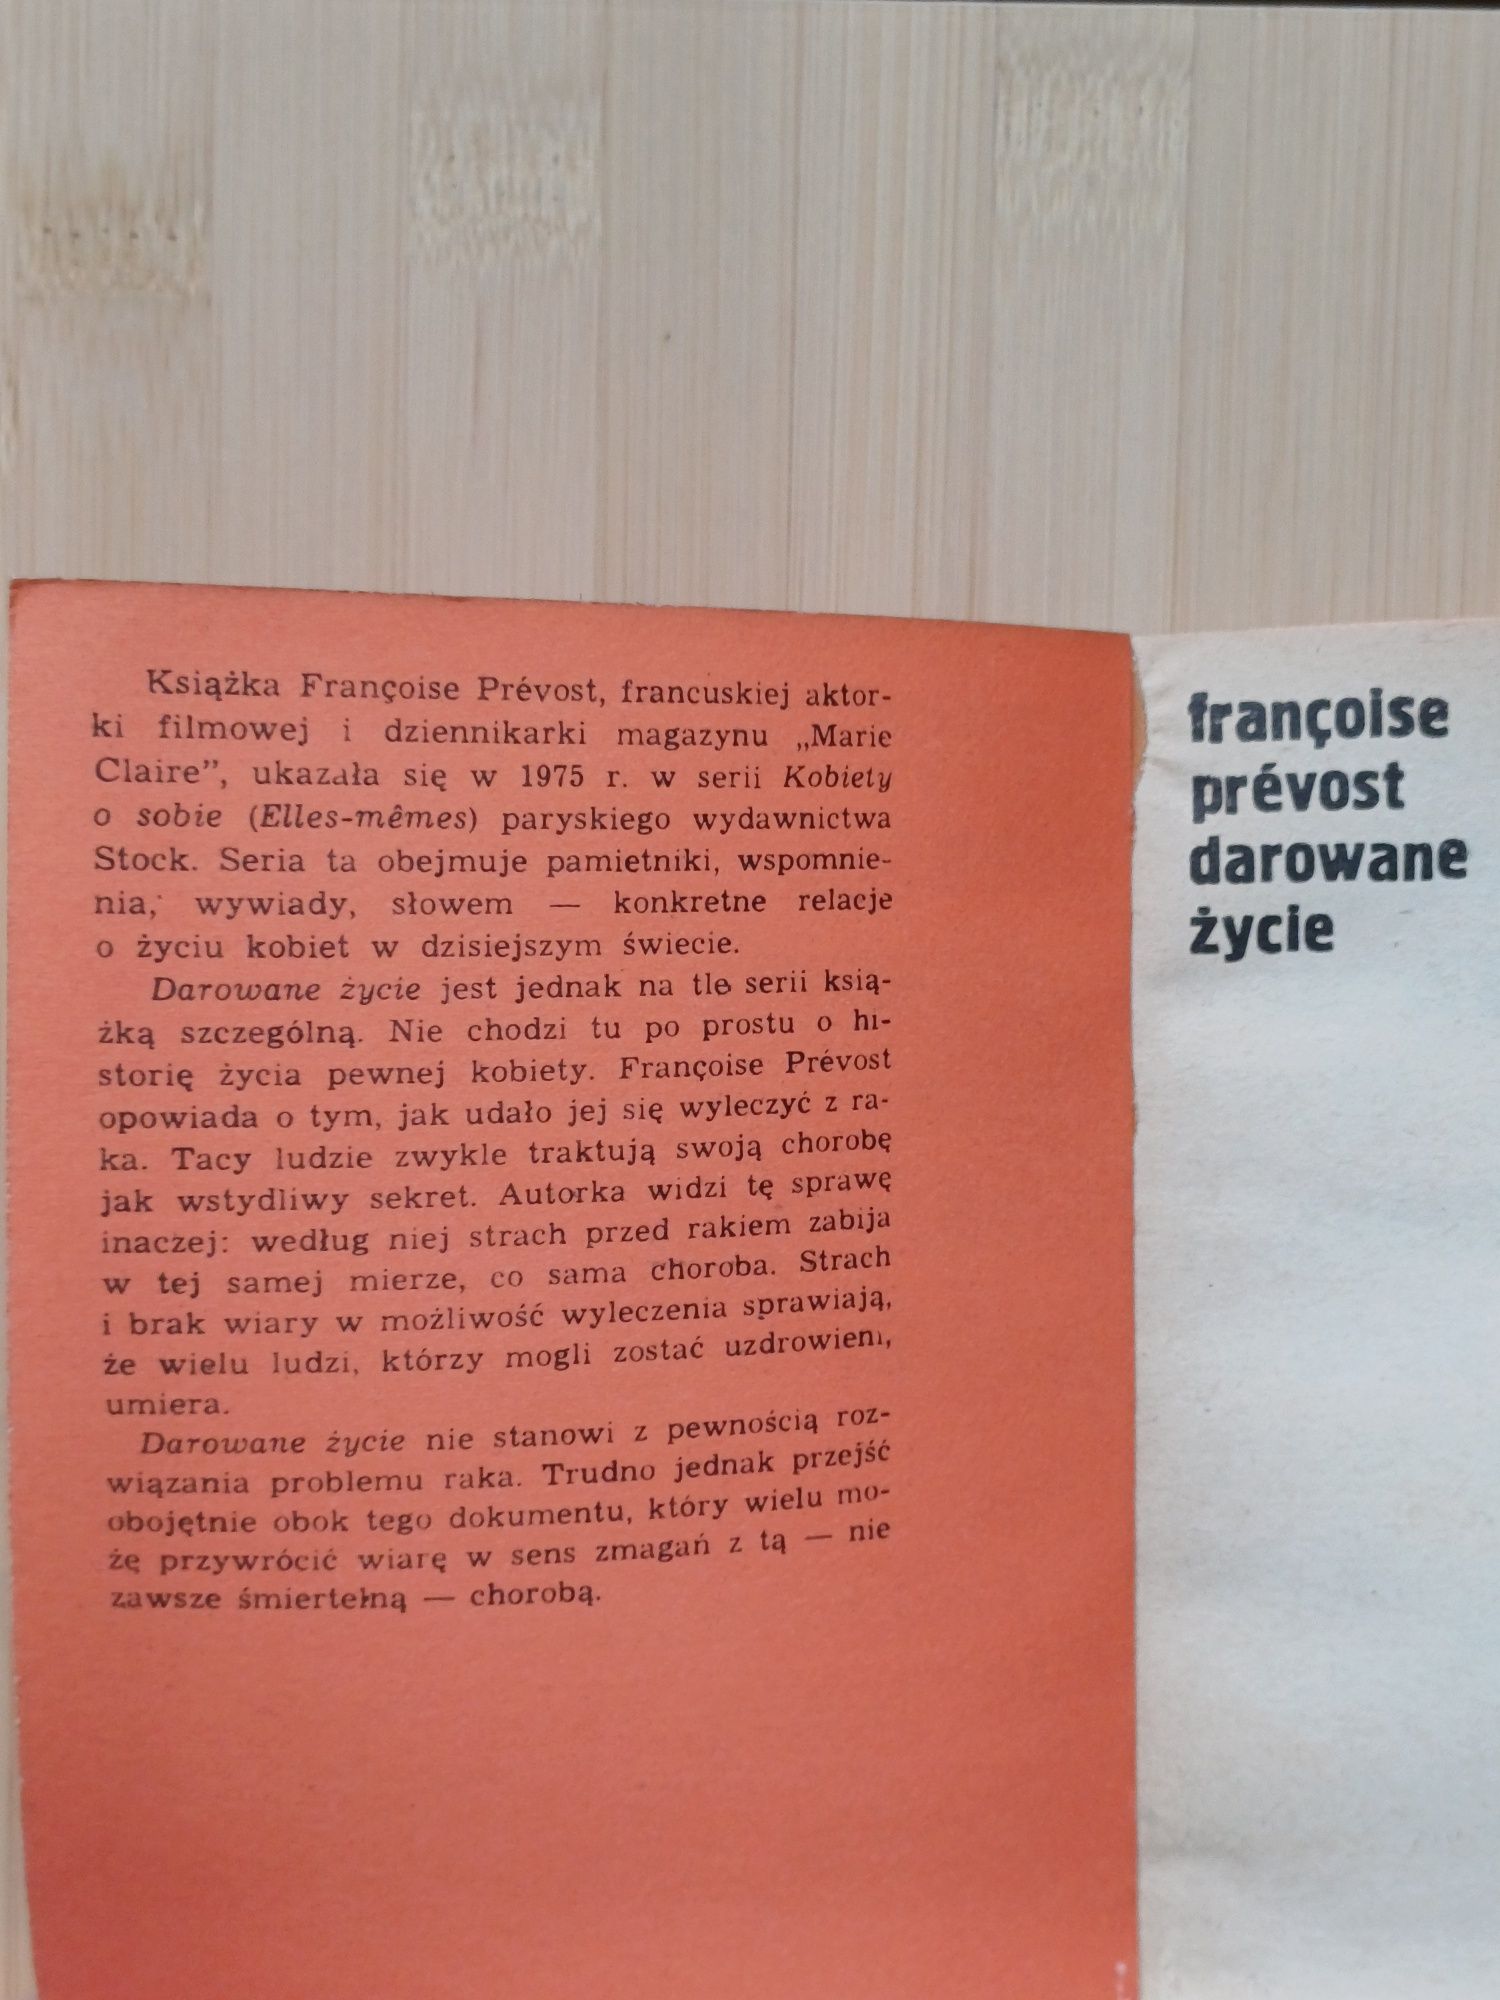 Książka Françoise Prévost, francuskiej aktor-
ki filmowej i dziennikarki magazynu „Marie
Claire”, ukazała się w 1975 r. w serii Kobiety
o sobie (Elles-mêmes) paryskiego wydawnictwa
Stock. Seria ta obejmuje pamietniki, wspomnie-
nia, wywiady, słowem — konkretne relacje
o życiu kobiet w dzisiejszym świecie.
Darowane życie jest jednak na tle serii ksią-
żką szczególną. Nie chodzi tu po prostu o hi-
storię życia pewnej kobiety. Françoise Prévost
opowiada o tym, jak udało jej się wyleczyć z ra-
ka. Tacy ludzie zwykle traktują swoją chorobę
jak wstydliwy sekret. Autorka widzi tę sprawę
inaczej: według niej strach przed rakiem zabija
w tej samej mierze, co sama choroba. Strach
i brak wiary w możliwość wyleczenia sprawiają,
że wielu ludzi, którzy mogli zostać uzdrowieni,
umiera.
Darowane życie nie stanowi z pewnością roz-
wiązania problemu raka. Trudno jednak przejść
obojętnie obok tego dokumentu, który wielu mo-
żę przywrócić wiarę w sens zmagań z tą — nie
zawsze śmiertelną — chorobą.
françoise
prévost
darowane
życie